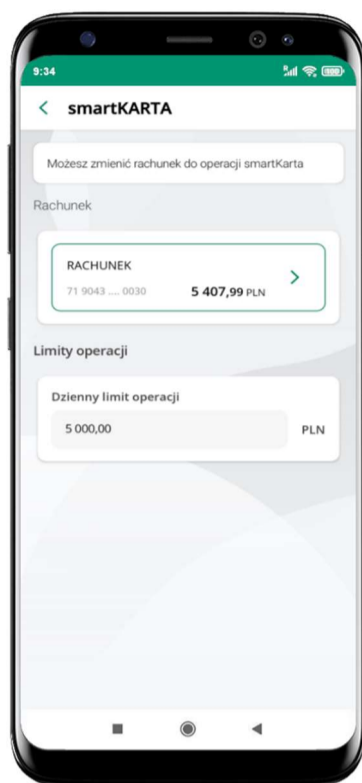 9:34
smartKARTA
Możesz zmienić rachunek do operacji smartKarta
Rachunek
RACHUNEK
71 9043 .... 0030 5 407,99 PLN
Limity operacji
Dzienny limit operacji
5 000,00 PLN